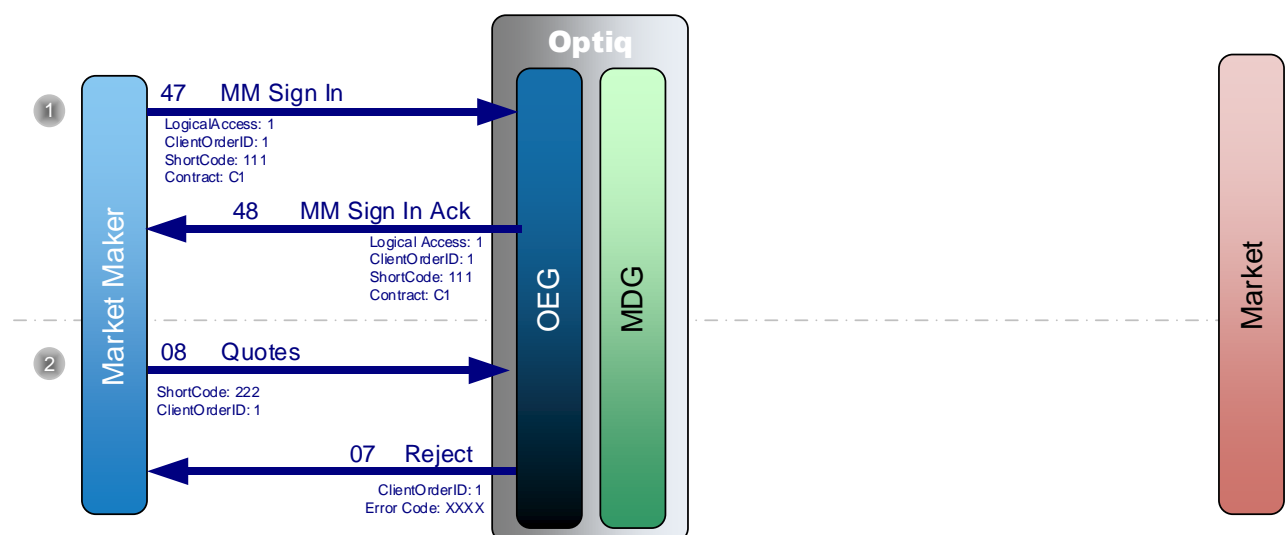 Optiq
1
47 MM Sign In
LogicalAccess: 1
ClientOrderID: 1
ShortCode: 111
Contract: C1
48 MM Sign In Ack
Logical Access: 1
ClientOrderID: 1
ShortCode: 111
Contract: C1
Market Maker
OEG
MDG
Market
2
08 Quotes
ShortCode: 222
ClientOrderID: 1
07 Reject
ClientOrderID: 1
Error Code: XXXX